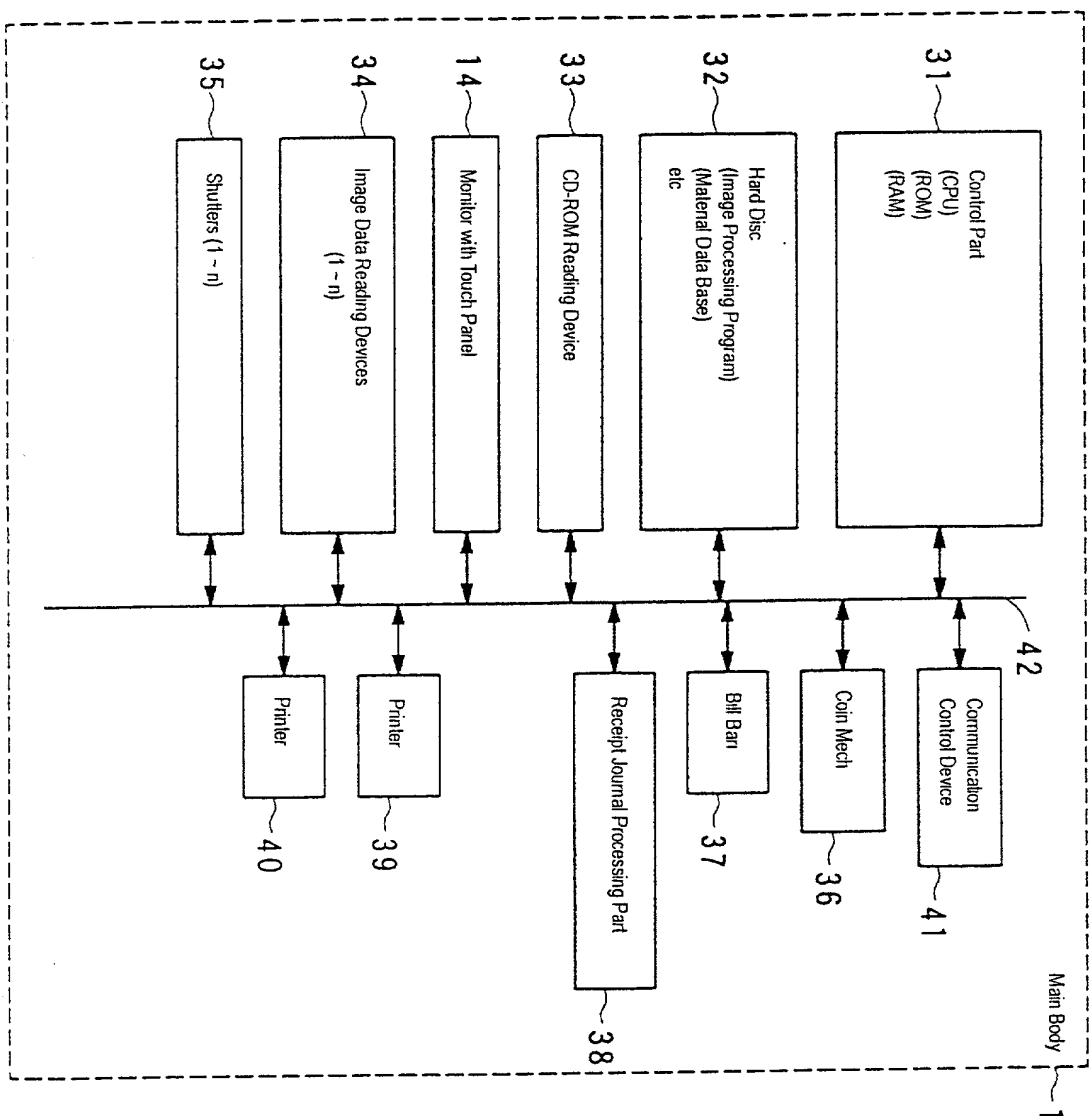 Main Body
1
31
Control Part
(CPU)
(ROM)
(RAM)
32
Hard Disc
(Image Processing Program)
(Material Data Base)
etc
33
CD-ROM Reading Device
14
Monitor with Touch Panel
34
Image Data Reading Devices
(1 ~ n)
35
Shutters (1 ~ n)
42
Communication
Control Device
41
Coin Mech
36
Bill Bari
37
Receipt Journal Processing Part
38
Printer
39
Printer
40